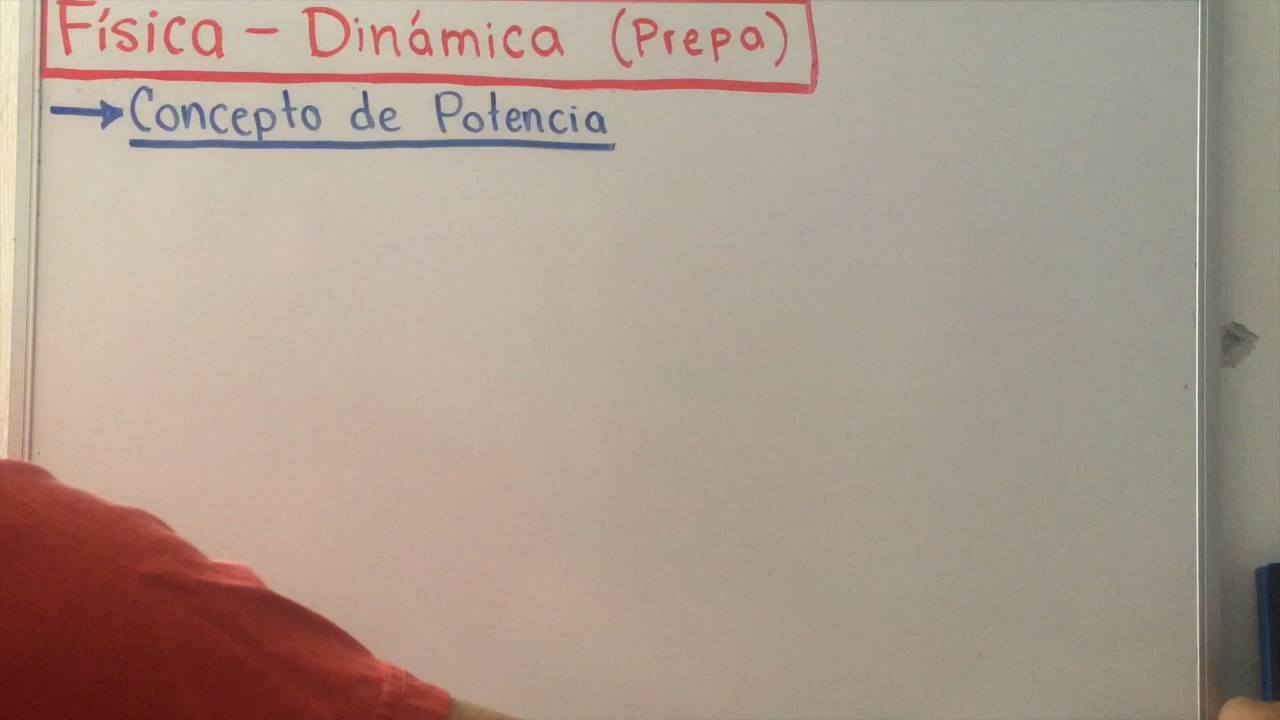 Física - Dinámica (Prepa)
→ Concepto de Potencia